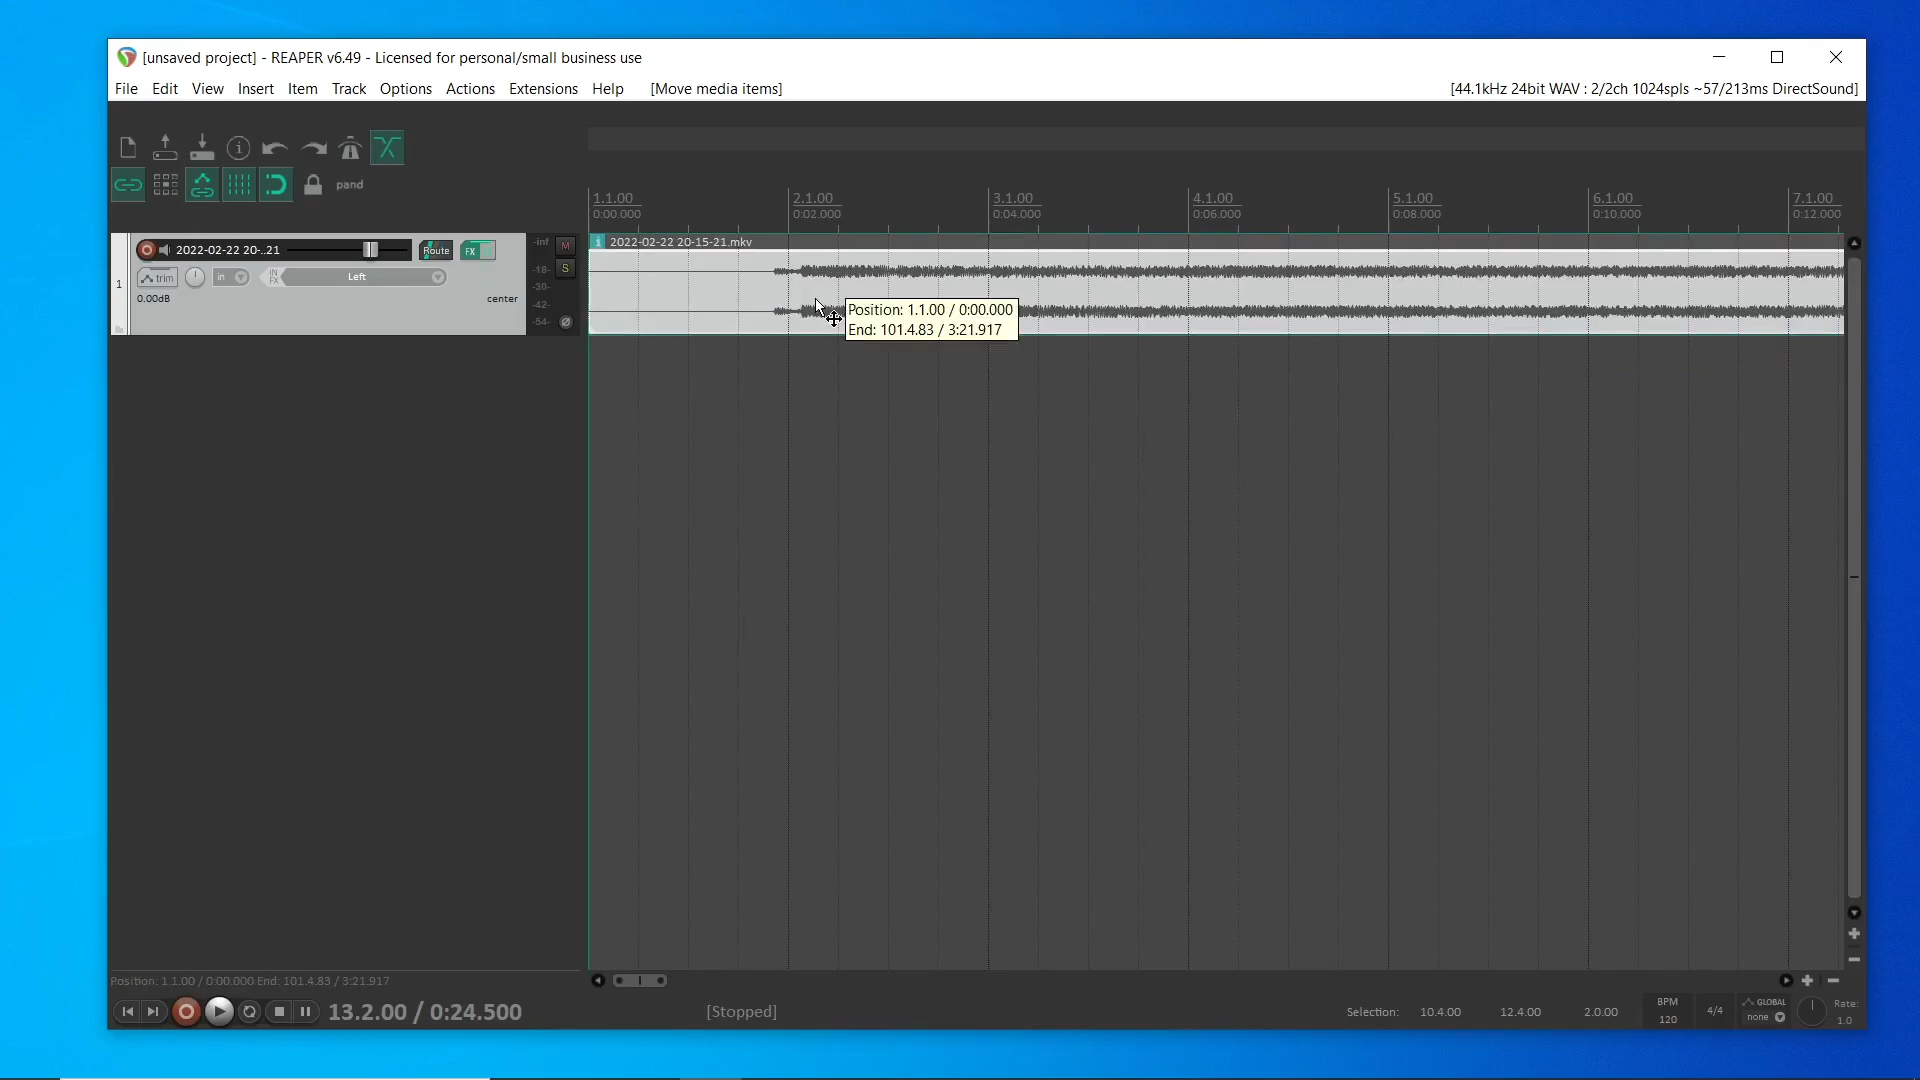 [unsaved project] - REAPER v6.49 - Licensed for personal/small business use
File Edit View Insert Item Track Options Actions Extensions Help [Move media items] [44.1kHz 24bit WAV : 2/2ch 1024spls ~57/213ms DirectSound]
pand
1.1.00 2.1.00 3.1.00 4.1.00 5.1.00 6.1.00 7.1.00
0:00.000 0:02.000 0:04.000 0:06.000 0:08.000 0:10.000 0:12.000
2022-02-22 20-15-21.mkv
1
2022-02-22 20-..21 Route FX -inf M
trim in IN FX Left -18- S
-30-
0.00dB center -42-
-54-
Position: 1.1.00 / 0:00.000
End: 101.4.83 / 3:21.917
Position: 1.1.00 / 0:00.000 End: 101.4.83 / 3:21.917
13.2.00 / 0:24.500 [Stopped] Selection: 10.4.00 12.4.00 2.0.00
BPM
120
4/4
GLOBAL
none
Rate:
1.0